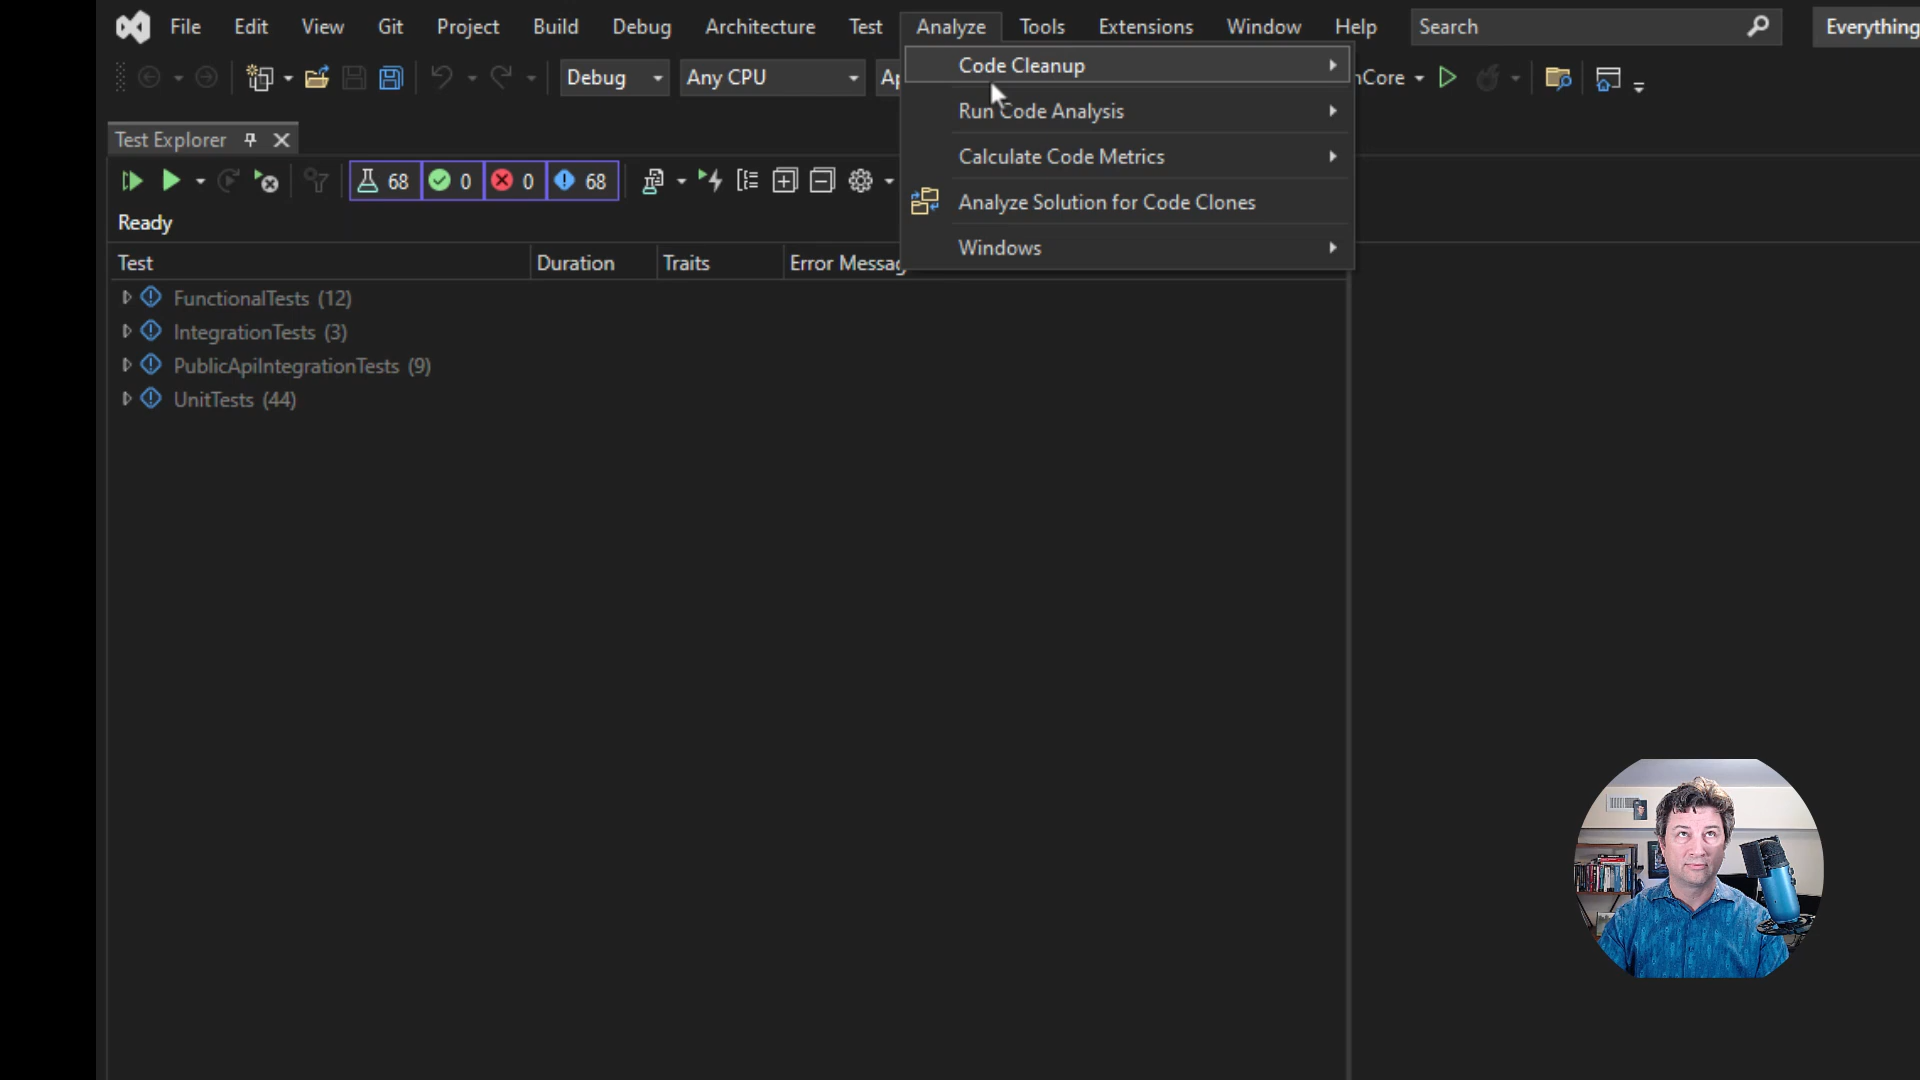 File Edit View Git Project Build Debug Architecture Test Analyze Tools Extensions Window Help Search Everything
Debug Any CPU Ap nCore
Code Cleanup
Run Code Analysis
Calculate Code Metrics
Analyze Solution for Code Clones
Windows
Test Explorer
68 0 0 68
Ready
Test Duration Traits Error Messag
FunctionalTests (12)
IntegrationTests (3)
PublicApiIntegrationTests (9)
UnitTests (44)